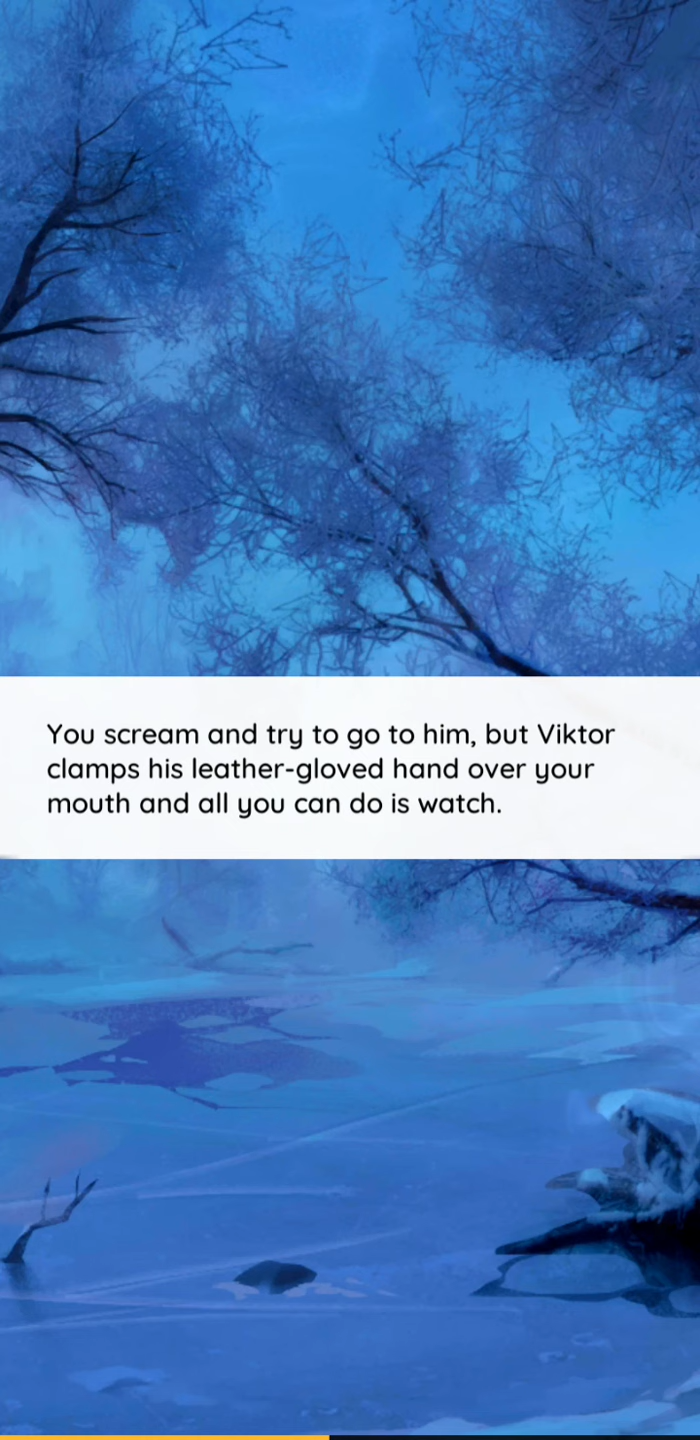 You scream and try to go to him, but Viktor
clamps his leather-gloved hand over your
mouth and all you can do is watch.